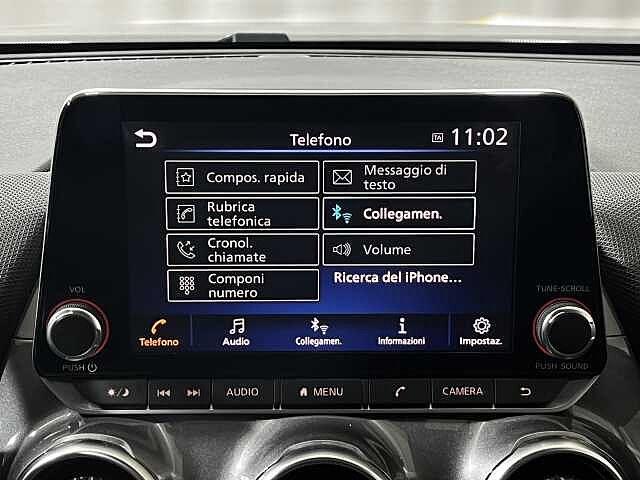 Telefono
TA 11:02
Compos. rapida
Messaggio di
testo
Rubrica
telefonica
Collegamen.
Cronol.
chiamate
Volume
Componi
numero
Ricerca del iPhone...
VOL
TUNE-SCROLL
Telefono
Audio
Collegamen.
Informazioni
Impostaz.
PUSH
PUSH SOUND
AUDIO
MENU
CAMERA